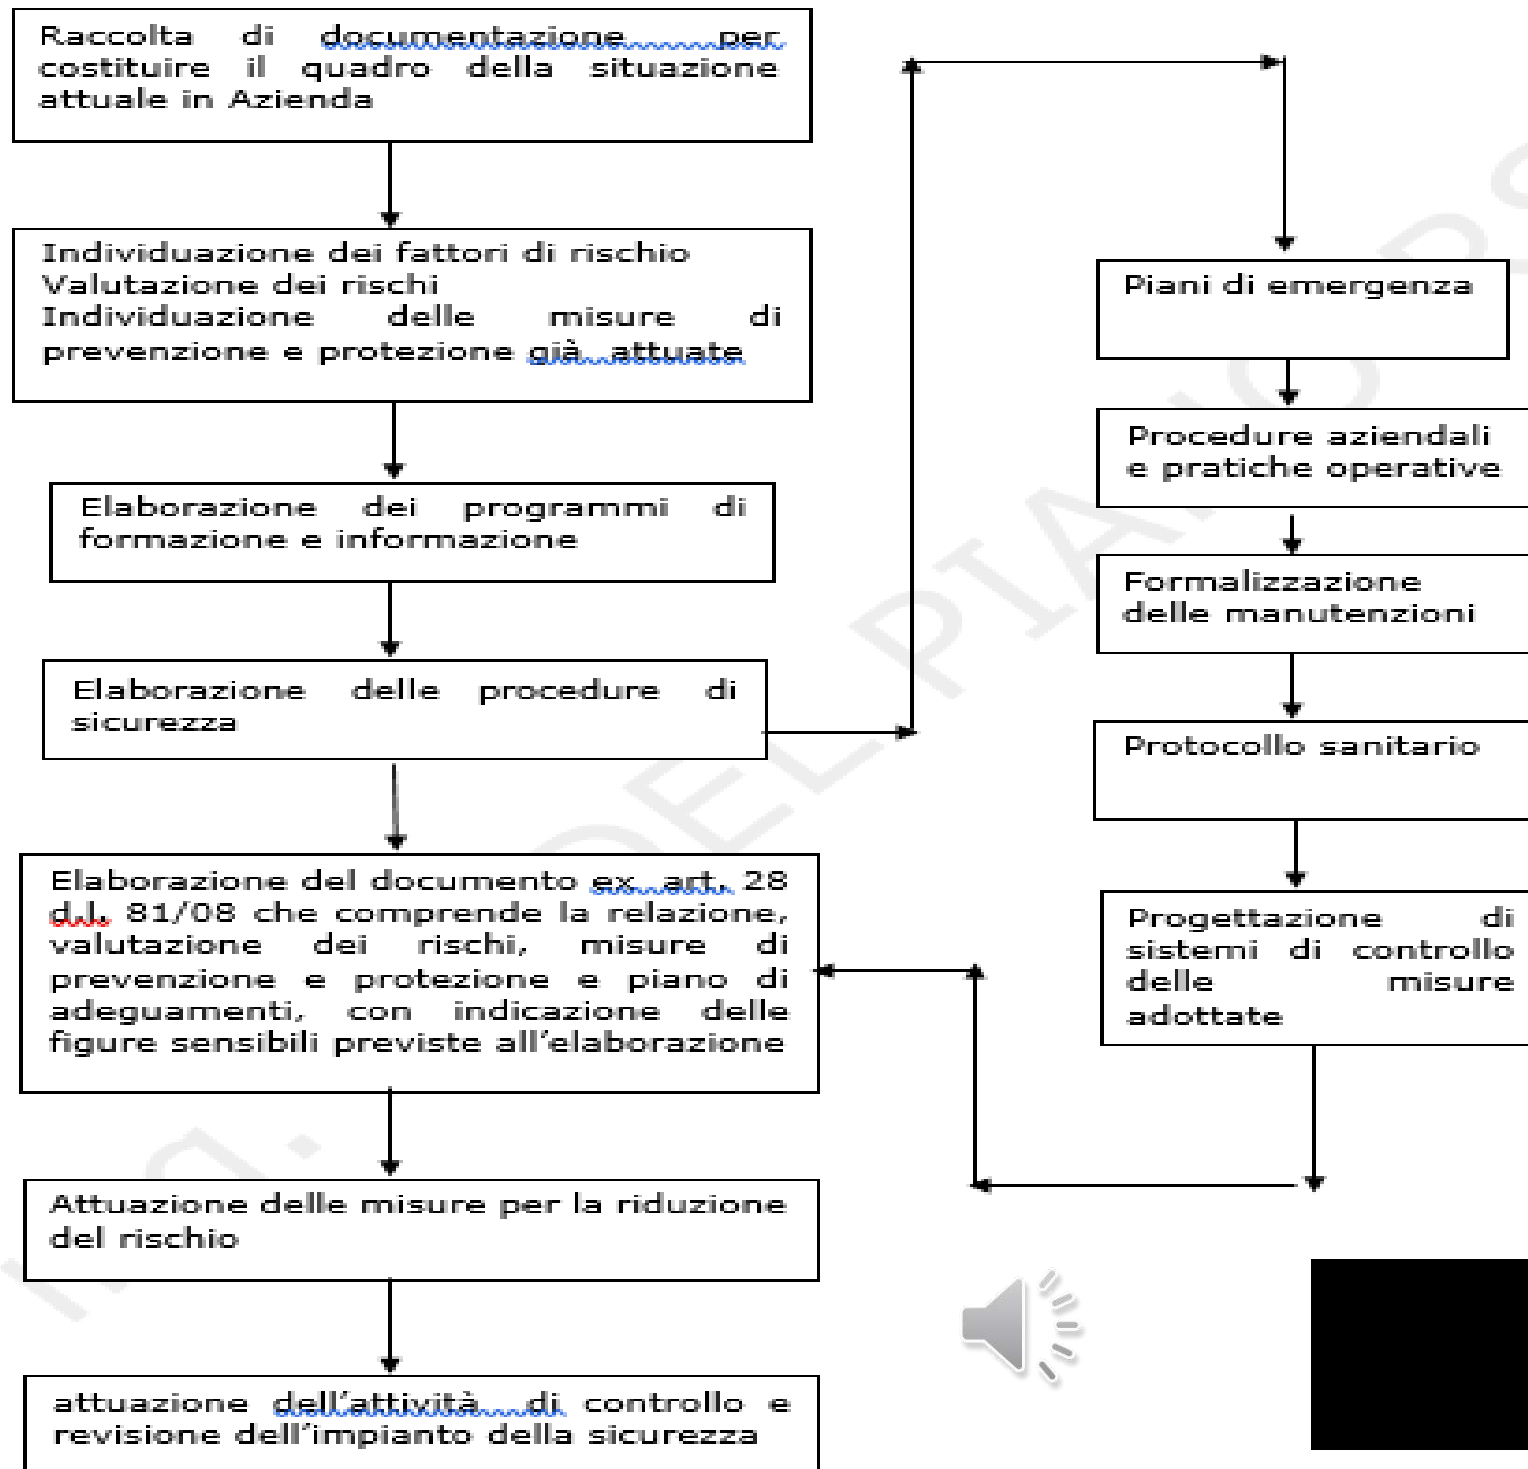 Raccolta di documentazione per
costituire il quadro della situazione
attuale in Azienda
Individuazione dei fattori di rischio
Valutazione dei rischi
Individuazione delle misure di
prevenzione e protezione già attuate
Elaborazione dei programmi di
formazione e informazione
Elaborazione delle procedure di
sicurezza
Elaborazione del documento ex art. 28
d.l. 81/08 che comprende la relazione,
valutazione dei rischi, misure di
prevenzione e protezione e piano di
adeguamenti, con indicazione delle
figure sensibili previste all'elaborazione
Attuazione delle misure per la riduzione
del rischio
attuazione dell'attività di controllo e
revisione dell'impianto della sicurezza
Piani di emergenza
Procedure aziendali
e pratiche operative
Formalizzazione
delle manutenzioni
Protocollo sanitario
Progettazione di
sistemi di controllo
delle misure
adottate